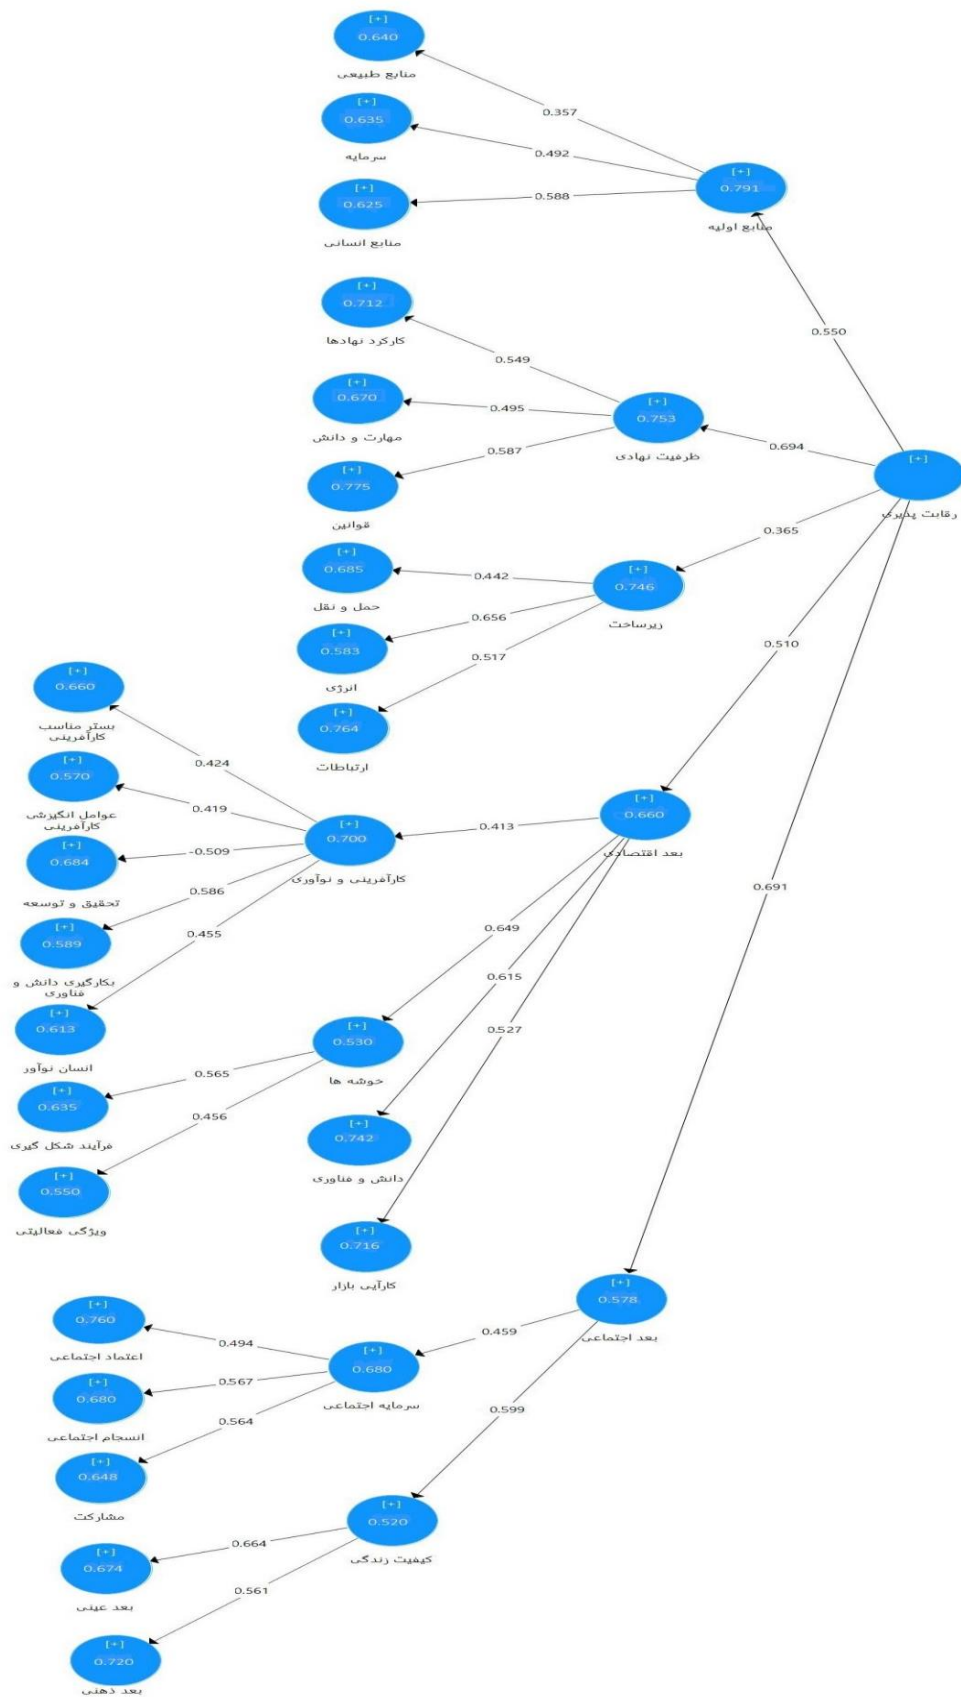 [+]
0.640
منابع طبیعی
[+]
0.635
سرمایه
[+]
0.625
منابع انسانی
0.357
0.492
0.588
[+]
0.791
منابع اولیه
0.550
[+]
0.712
کارکرد نهادها
[+]
0.670
مهارت و دانش
[+]
0.775
قوانین
0.549
0.495
0.587
[+]
0.753
ظرفیت نهادی
0.694
[+]
رقابت پذیری
0.365
[+]
0.685
حمل و نقل
[+]
0.583
انرژی
[+]
0.764
ارتباطات
0.442
0.656
0.517
[+]
0.746
زیرساخت
0.510
0.691
[+]
0.660
بستر مناسب
کارآفرینی
[+]
0.570
عوامل انگیزشی
کارآفرینی
[+]
0.684
تحقیق و توسعه
[+]
0.589
بکارگیری دانش و
فناوری
[+]
0.613
انسان نوآور
0.424
0.419
-0.509
0.586
0.455
[+]
0.700
کارآفرینی و نوآوری
0.413
[+]
0.660
بعد اقتصادی
0.649
0.615
0.527
[+]
0.635
فرآیند شکل گیری
[+]
0.550
ویژگی فعالیتی
0.565
0.456
[+]
0.530
خوشه ها
[+]
0.742
دانش و فناوری
[+]
0.716
کارآیی بازار
[+]
0.578
بعد اجتماعی
0.459
0.599
[+]
0.760
اعتماد اجتماعی
[+]
0.680
انسجام اجتماعی
[+]
0.648
مشارکت
0.494
0.567
0.564
[+]
0.680
سرمایه اجتماعی
[+]
0.520
کیفیت زندگی
0.664
0.561
[+]
0.674
بعد عینی
[+]
0.720
بعد ذهنی